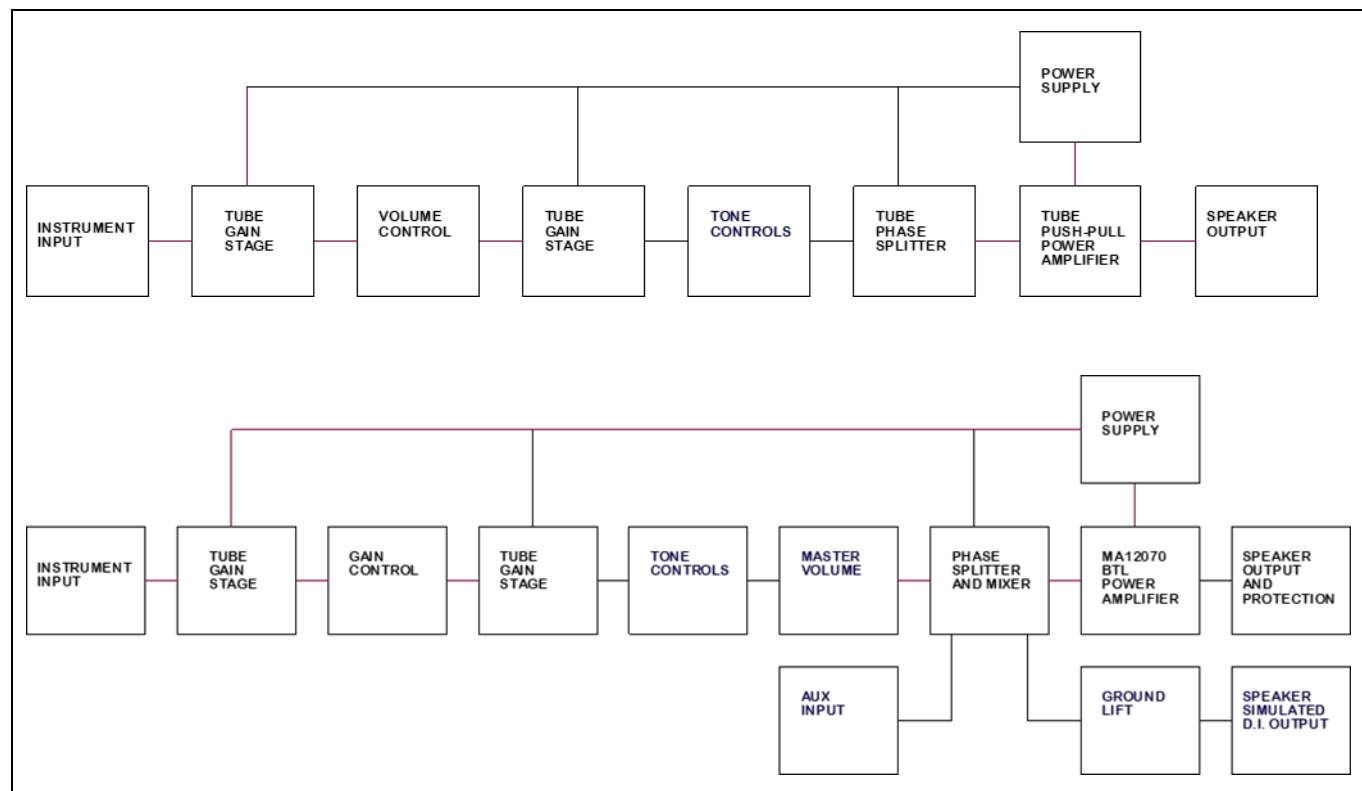 POWER
SUPPLY
INSTRUMENT
INPUT
TUBE
GAIN
STAGE
VOLUME
CONTROL
TUBE
GAIN
STAGE
TONE
CONTROLS
TUBE
PHASE
SPLITTER
TUBE
PUSH-PULL
POWER
AMPLIFIER
SPEAKER
OUTPUT
POWER
SUPPLY
INSTRUMENT
INPUT
TUBE
GAIN
STAGE
GAIN
CONTROL
TUBE
GAIN
STAGE
TONE
CONTROLS
MASTER
VOLUME
PHASE
SPLITTER
AND MIXER
MA12070
BTL
POWER
AMPLIFIER
SPEAKER
OUTPUT
AND
PROTECTION
AUX
INPUT
GROUND
LIFT
SPEAKER
SIMULATED
D.I. OUTPUT